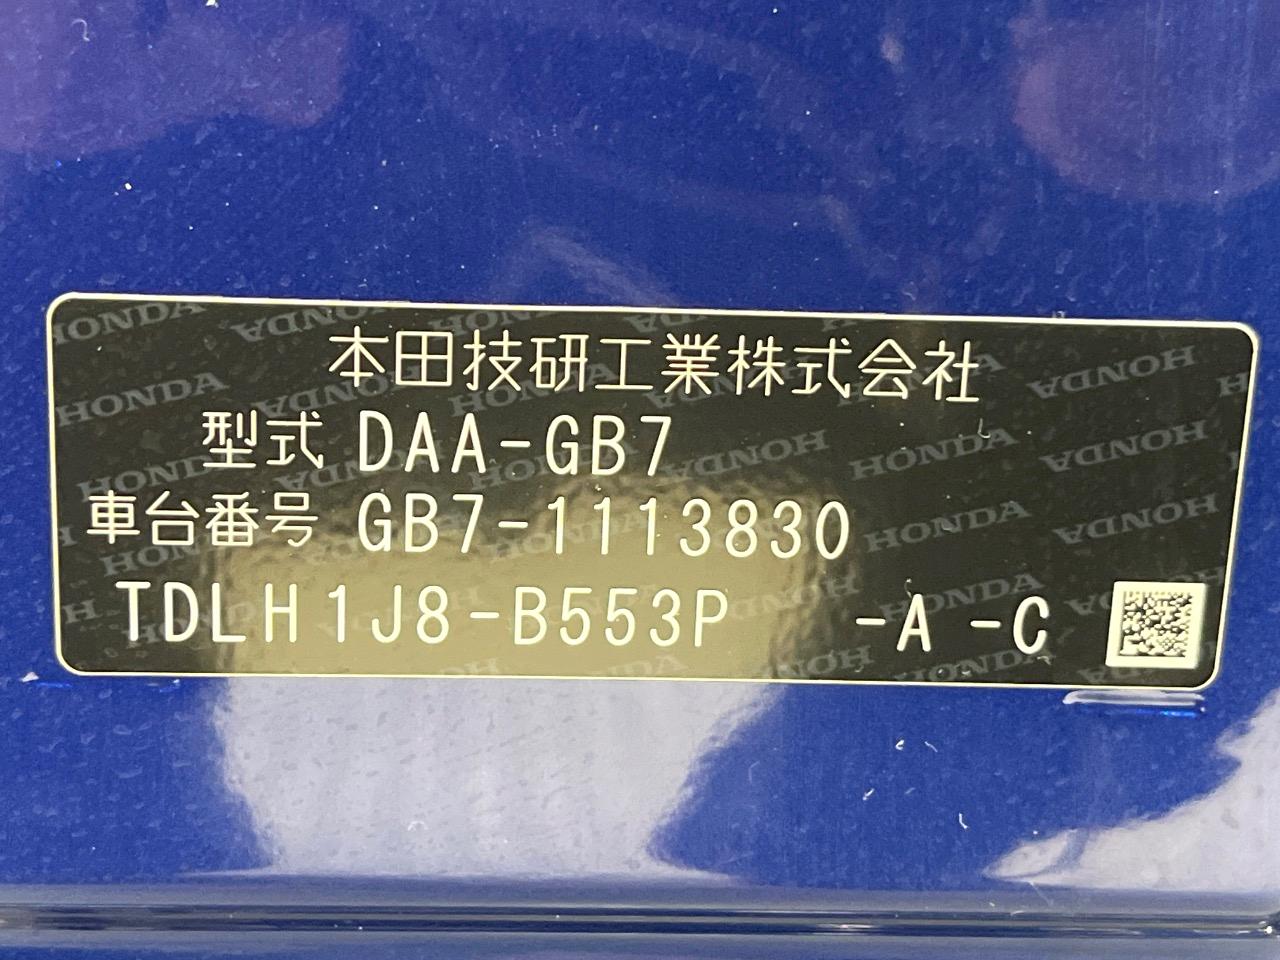 本田技研工業株式会社
型式 DAA-GB7
車台番号 GB7-1113830
TDLH1J8-B553P -A -C